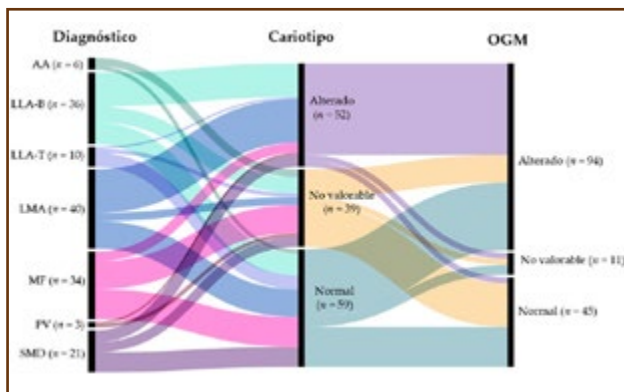 Diagnóstico
Cariotipo
OGM
AA (n = 6)
LLA-B (n = 36)
LLA-T (n = 10)
LMA (n = 40)
MF (n = 34)
PV (n = 3)
SMD (n = 21)
Alterado
(n = 52)
No valorable
(n = 39)
Normal
(n = 59)
Alterado (n = 94)
No valorable (n = 11)
Normal (n = 45)